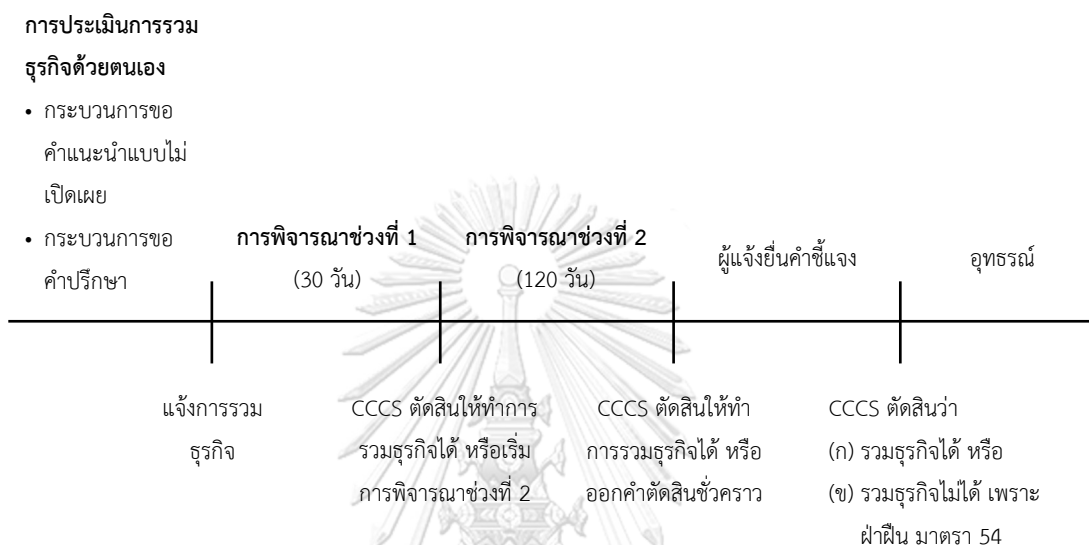 การประเมินการรวม
ธุรกิจด้วยตนเอง
• กระบวนการขอ
คำแนะนำแบบไม่
เปิดเผย
• กระบวนการขอ
คำปรึกษา
การพิจารณาช่วงที่ 1
(30 วัน)
การพิจารณาช่วงที่ 2
(120 วัน)
ผู้แจ้งยื่นคำชี้แจง
อุทธรณ์
แจ้งการรวม
ธุรกิจ
CCCS ตัดสินให้ทำการ
รวมธุรกิจได้ หรือเริ่ม
การพิจารณาช่วงที่ 2
CCCS ตัดสินให้ทำ
การรวมธุรกิจได้ หรือ
ออกคำตัดสินชั่วคราว
CCCS ตัดสินว่า
(ก) รวมธุรกิจได้ หรือ
(ข) รวมธุรกิจไม่ได้ เพราะ
ฝ่าฝืน มาตรา 54